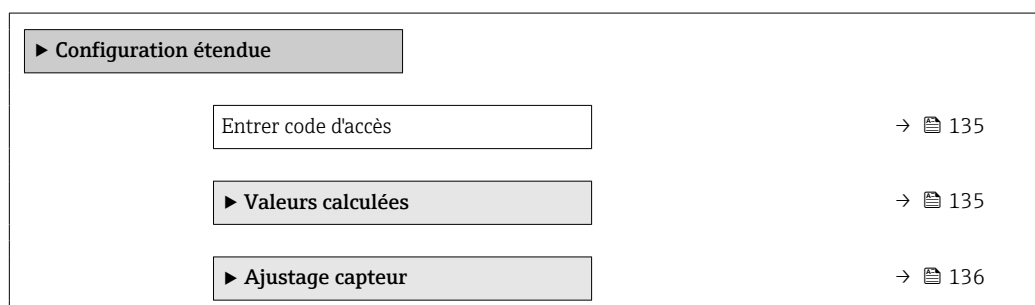 ▶ Configuration étendue
Entrer code d'accès → 135
▶ Valeurs calculées → 135
▶ Ajustage capteur → 136